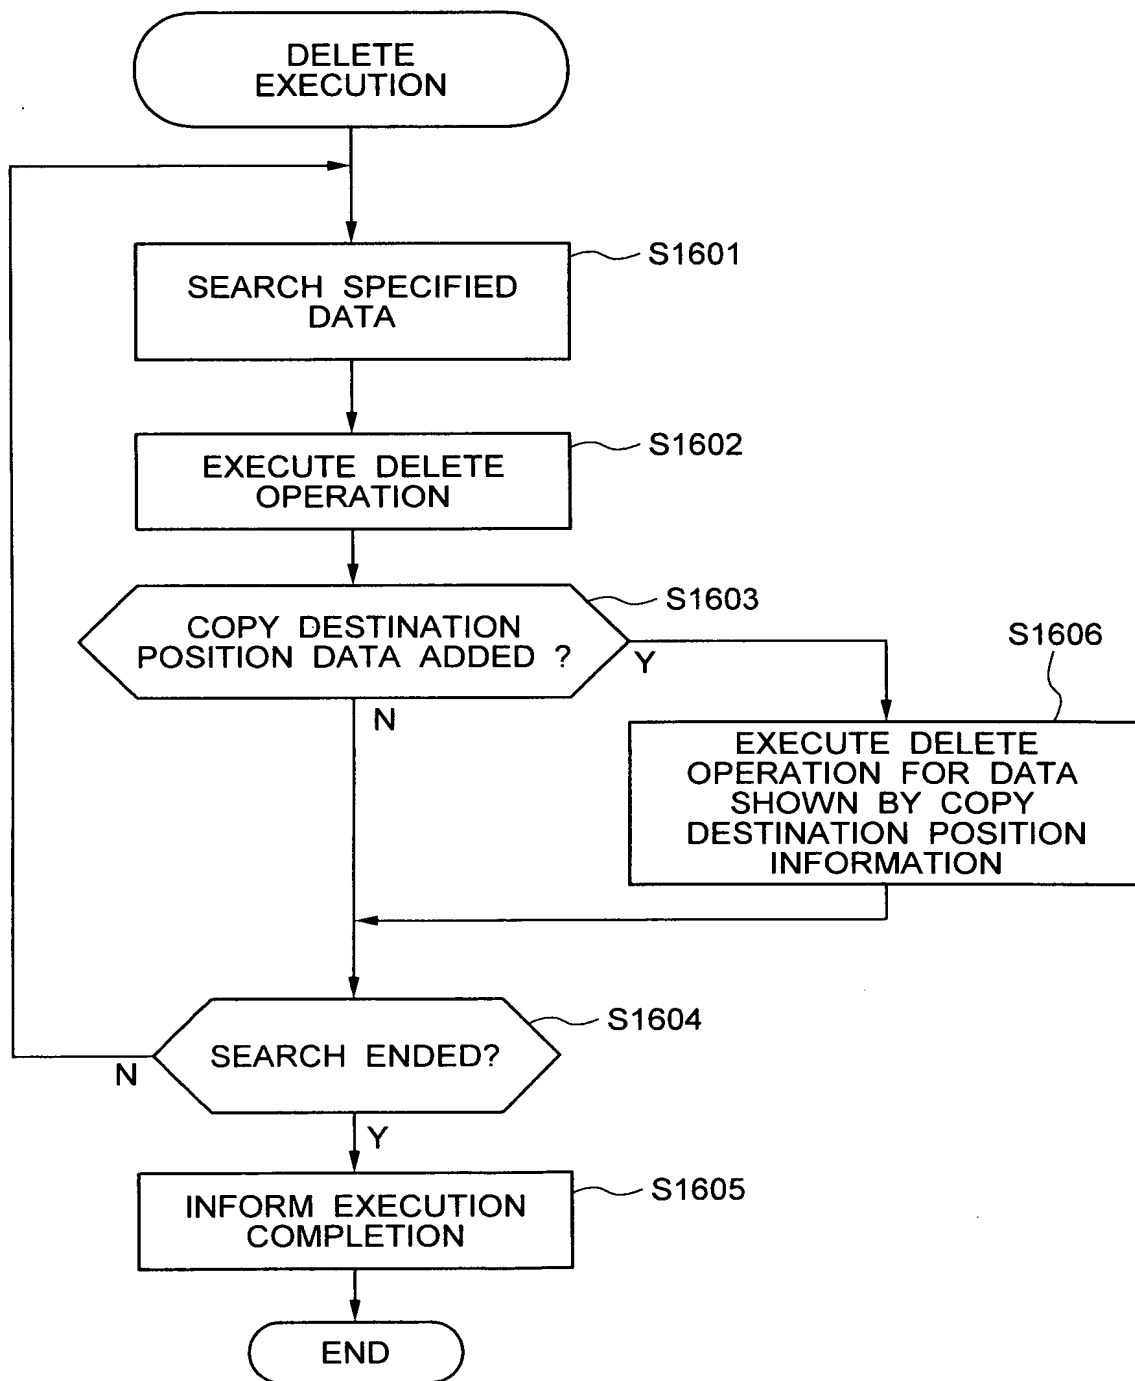 DELETE
EXECUTION
S1601
SEARCH SPECIFIED
DATA
S1602
EXECUTE DELETE
OPERATION
S1603
COPY DESTINATION
POSITION DATA ADDED ?
Y
N
S1606
EXECUTE DELETE
OPERATION FOR DATA
SHOWN BY COPY
DESTINATION POSITION
INFORMATION
S1604
SEARCH ENDED?
N
Y
S1605
INFORM EXECUTION
COMPLETION
END